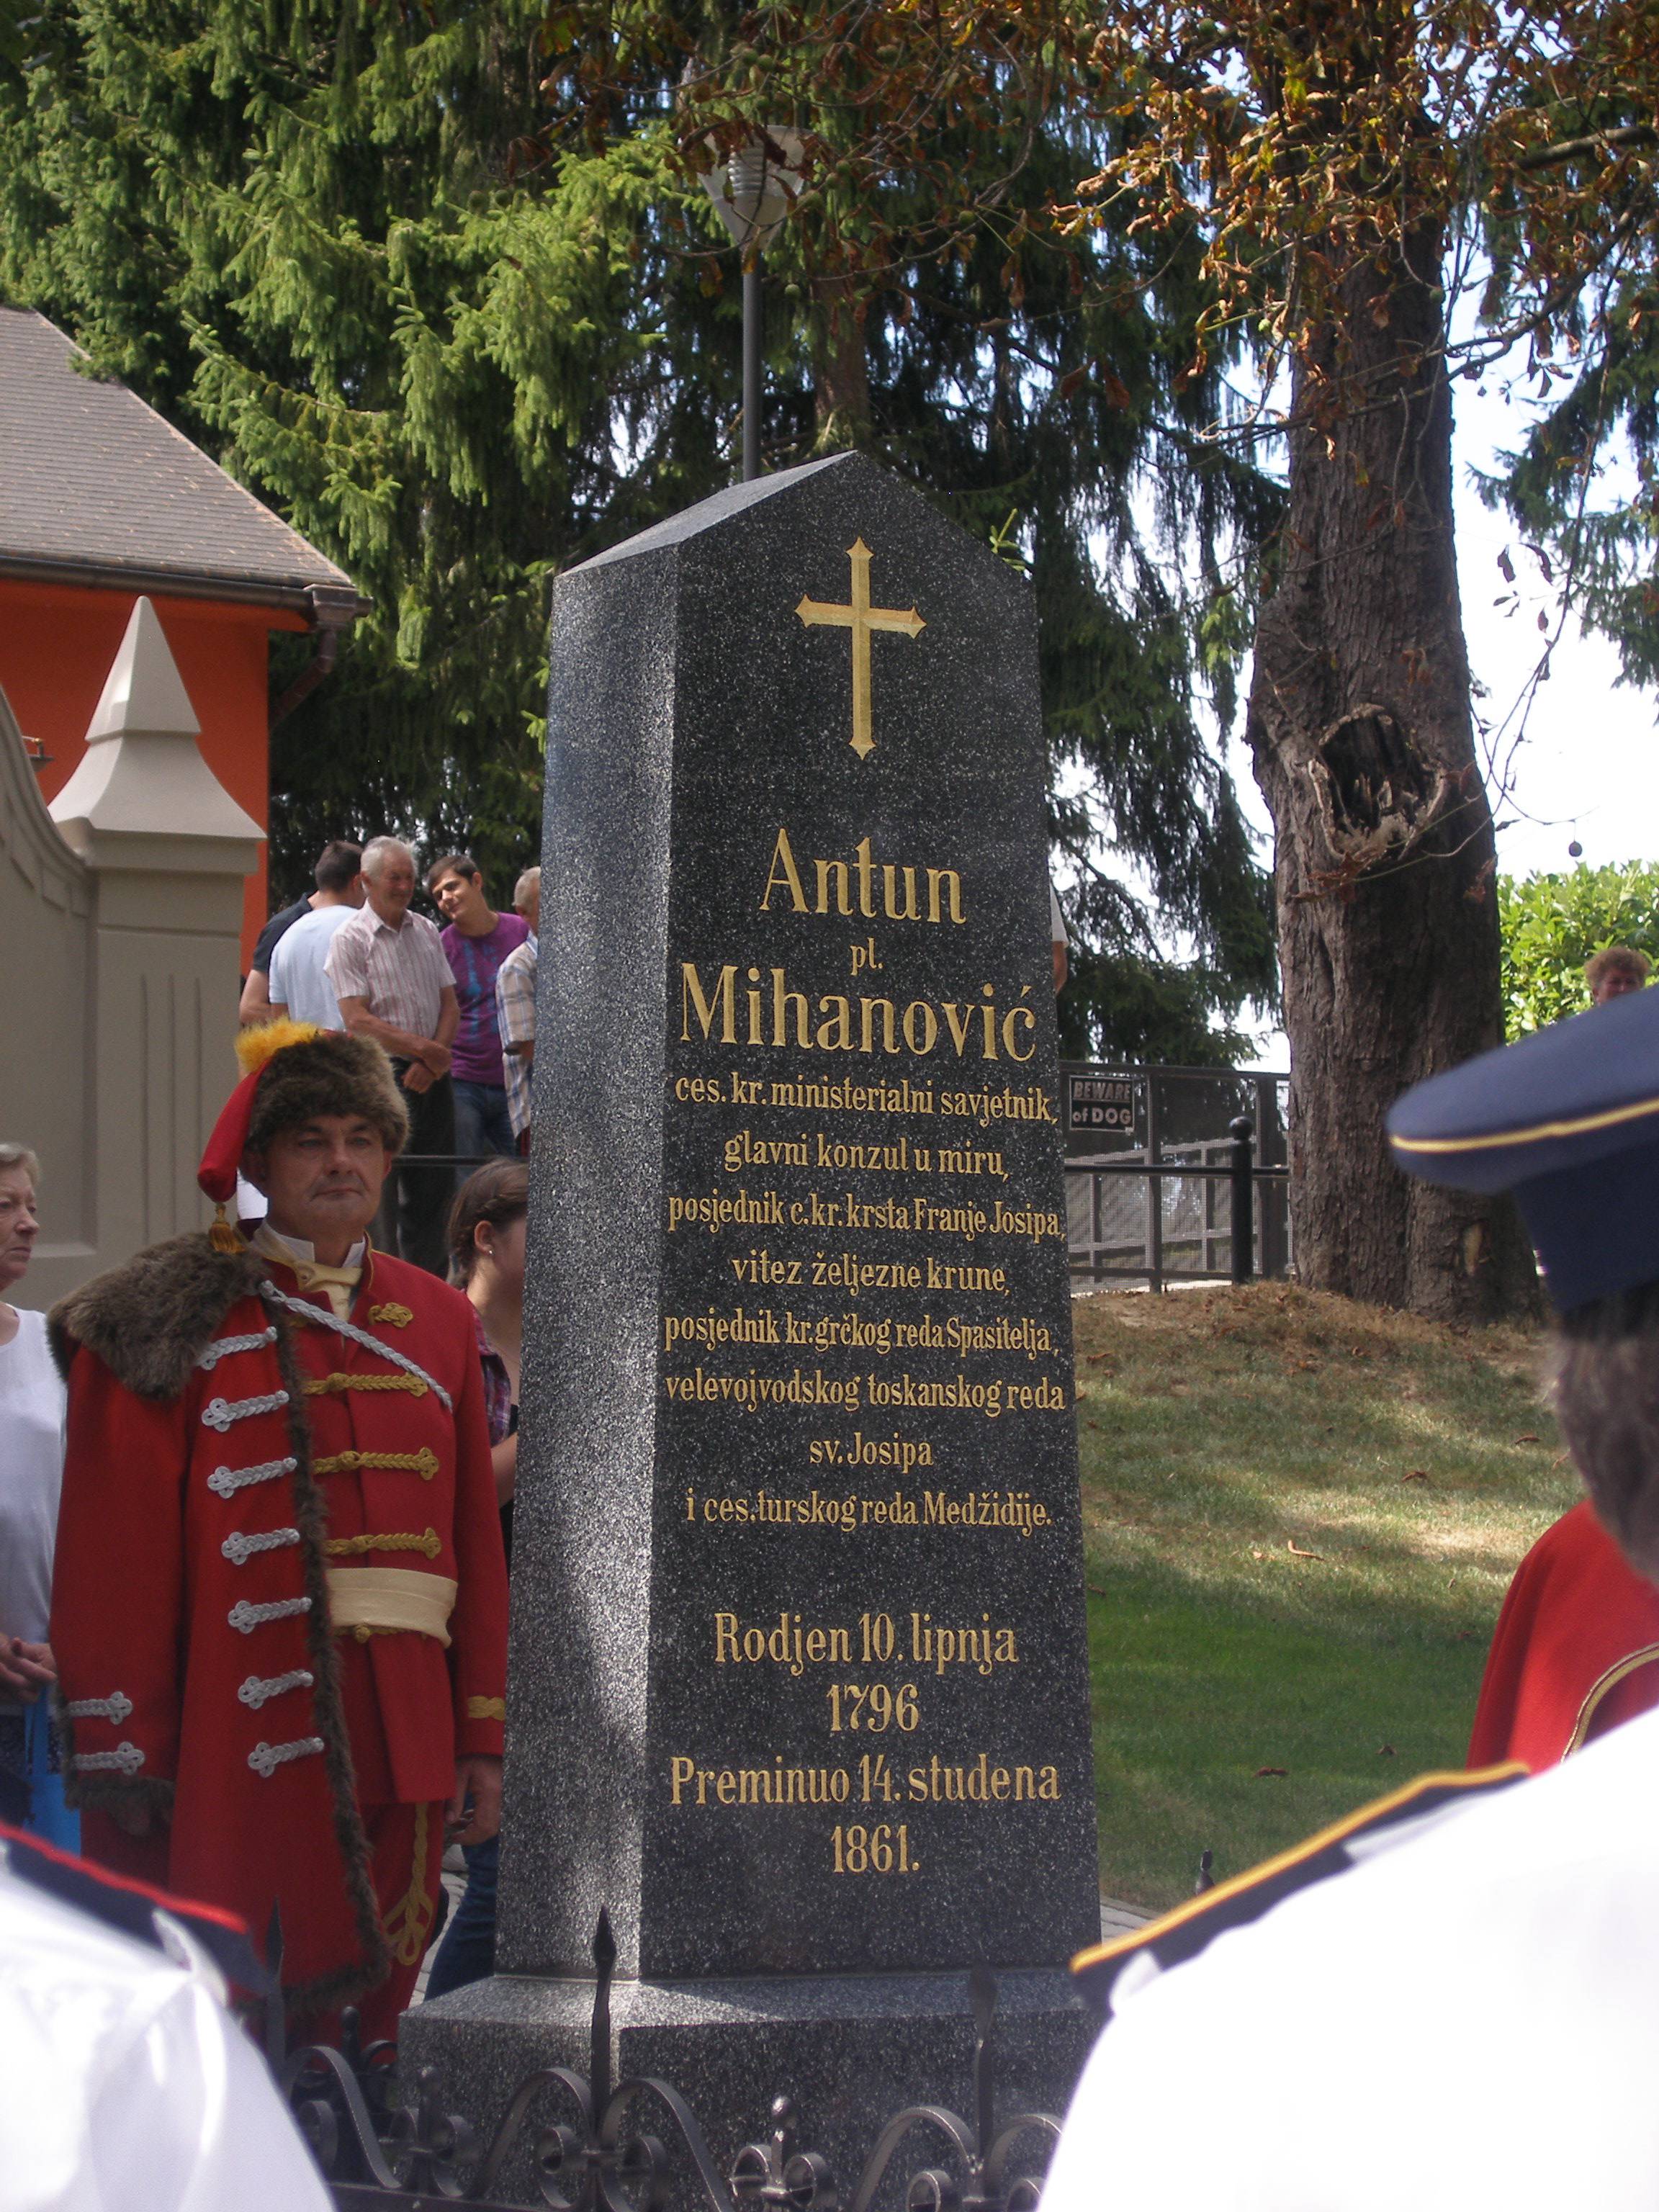 Antun
pl.
Mihanović
ces. kr. ministerialni savjetnik,
glavni konzul u miru,
posjednik c. kr. krsta Franje Josipa,
vitez željezne krune,
posjednik kr. grčkog reda Spasitelja,
velevojvodskog toskanskog reda
sv. Josipa
i ces. turskog reda Medžidije.
Rodjen 10. lipnja
1796
Preminuo 14. studena
1861.
BEWARE
of DOG